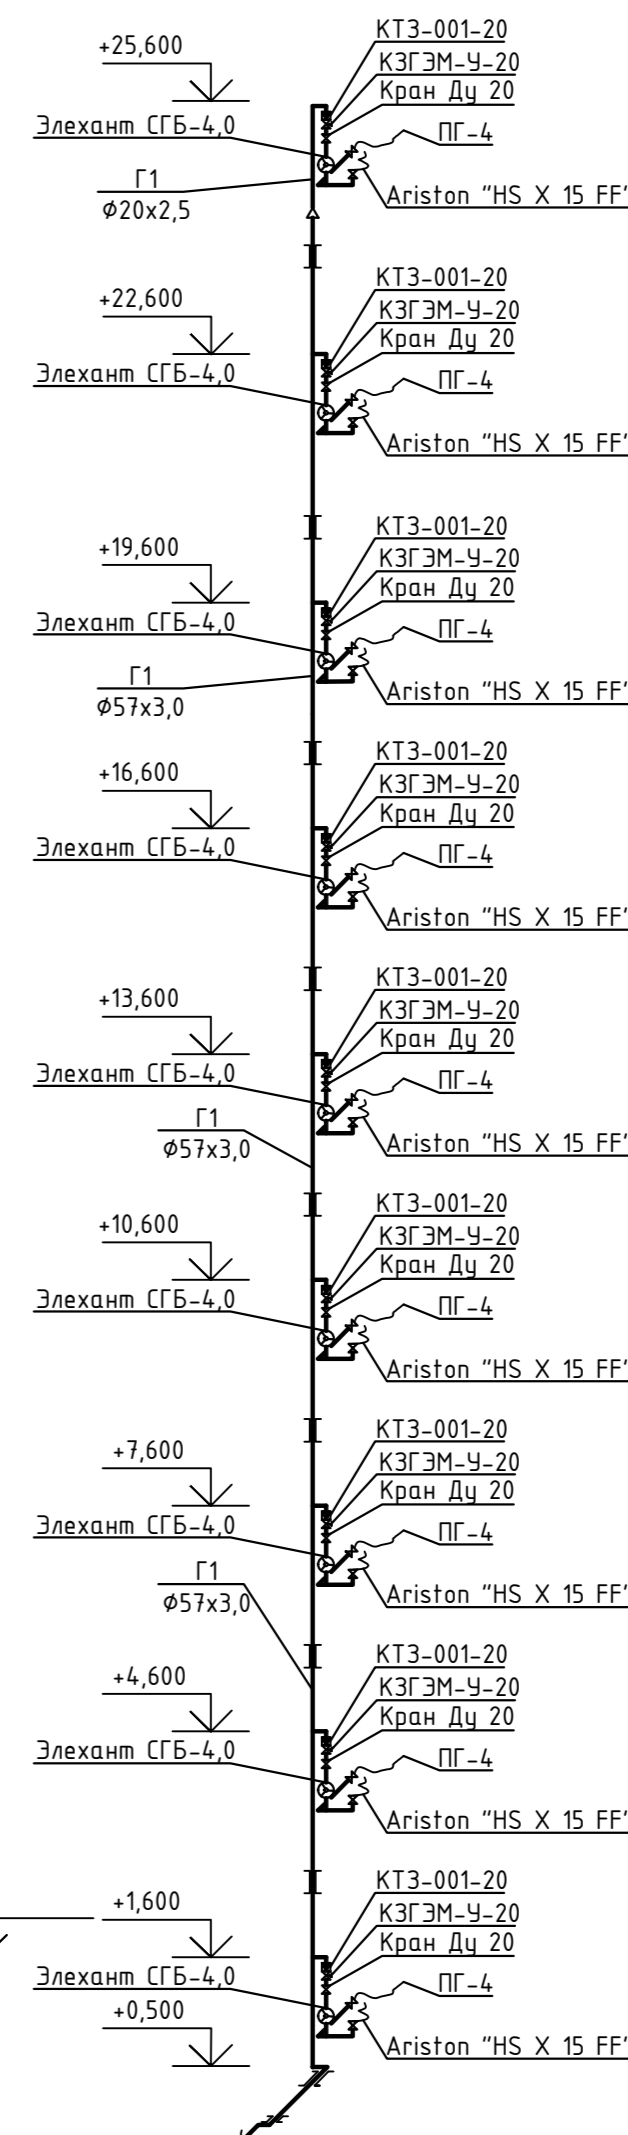 КТЗ-001-20
+25,600
КЗГЭМ-У-20
Кран Ду 20
Элехант СГБ-4,0
ПГ-4
Г1
Ariston "HS X 15 FF"
Ф20х2,5
КТЗ-001-20
+22,600
КЗГЭМ-У-20
Кран Ду 20
Элехант СГБ-4,0
ПГ-4
Ariston "HS X 15 FF"
КТЗ-001-20
+19,600
КЗГЭМ-У-20
Кран Ду 20
Элехант СГБ-4,0
ПГ-4
Г1
Ariston "HS X 15 FF"
Ф57х3,0
КТЗ-001-20
+16,600
КЗГЭМ-У-20
Кран Ду 20
Элехант СГБ-4,0
ПГ-4
Ariston "HS X 15 FF"
КТЗ-001-20
+13,600
КЗГЭМ-У-20
Кран Ду 20
Элехант СГБ-4,0
ПГ-4
Г1
Ariston "HS X 15 FF"
Ф57х3,0
КТЗ-001-20
+10,600
КЗГЭМ-У-20
Кран Ду 20
Элехант СГБ-4,0
ПГ-4
Ariston "HS X 15 FF"
КТЗ-001-20
+7,600
КЗГЭМ-У-20
Кран Ду 20
Элехант СГБ-4,0
ПГ-4
Г1
Ariston "HS X 15 FF"
Ф57х3,0
КТЗ-001-20
+4,600
КЗГЭМ-У-20
Кран Ду 20
Элехант СГБ-4,0
ПГ-4
Ariston "HS X 15 FF"
КТЗ-001-20
+1,600
КЗГЭМ-У-20
Кран Ду 20
Элехант СГБ-4,0
ПГ-4
+0,500
Ariston "HS X 15 FF"